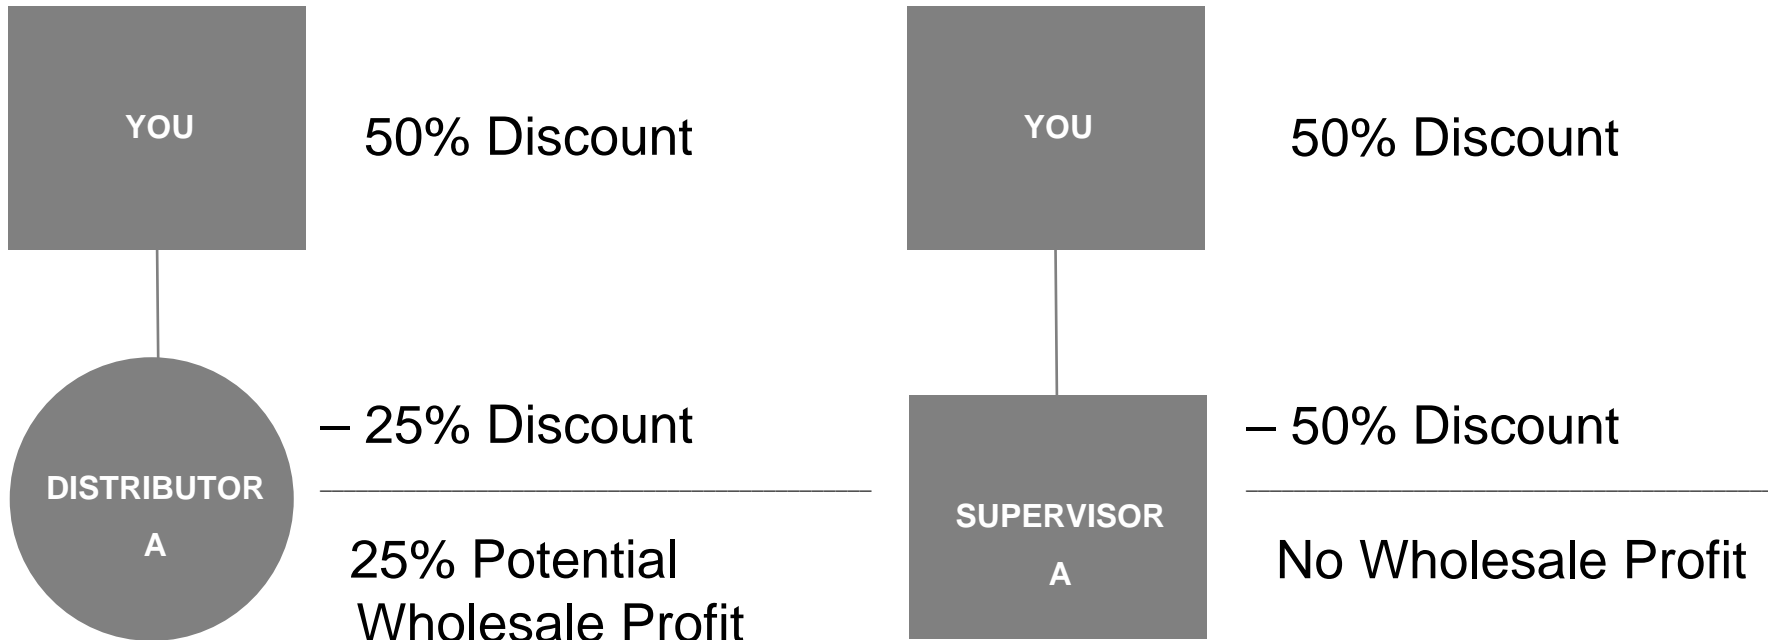 YOU
50% Discount
– 25% Discount
DISTRIBUTOR
A
25% Potential
Wholesale Profit
YOU
50% Discount
– 50% Discount
SUPERVISOR
A
No Wholesale Profit